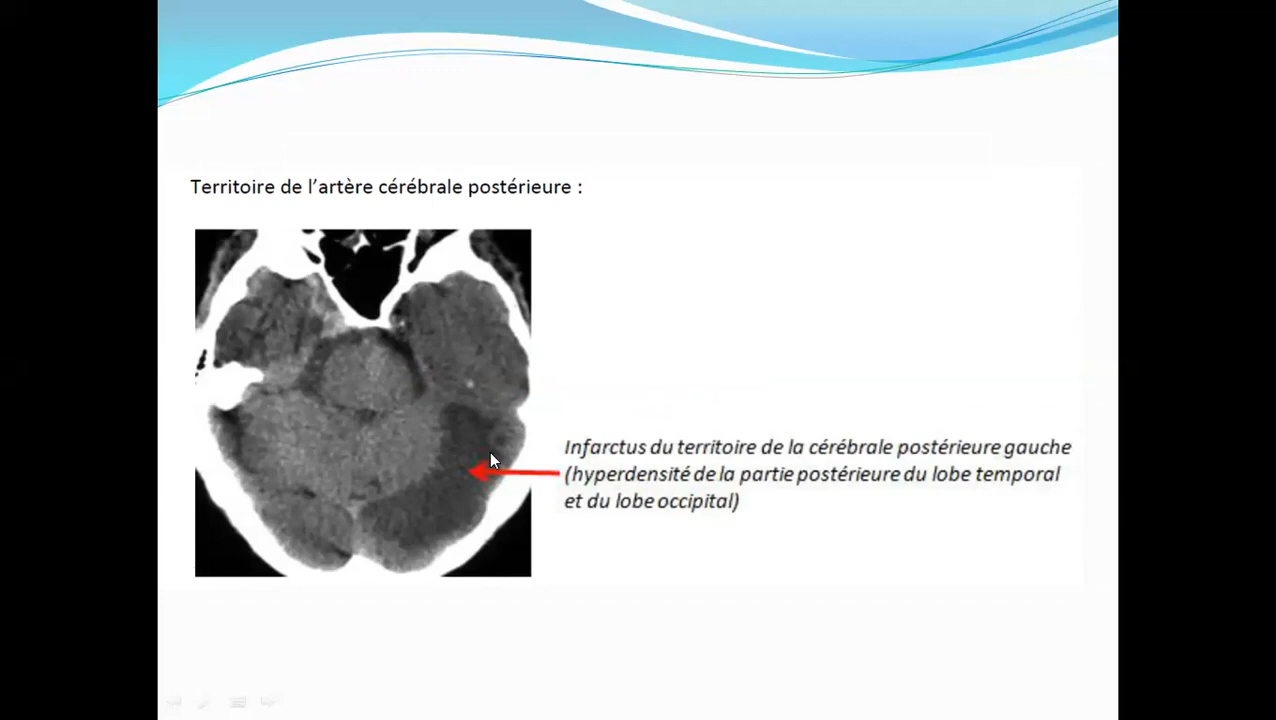 Territoire de l'artère cérébrale postérieure :
Infarctus du territoire de la cérébrale postérieure gauche
(hyperdensité de la partie postérieure du lobe temporal
et du lobe occipital)